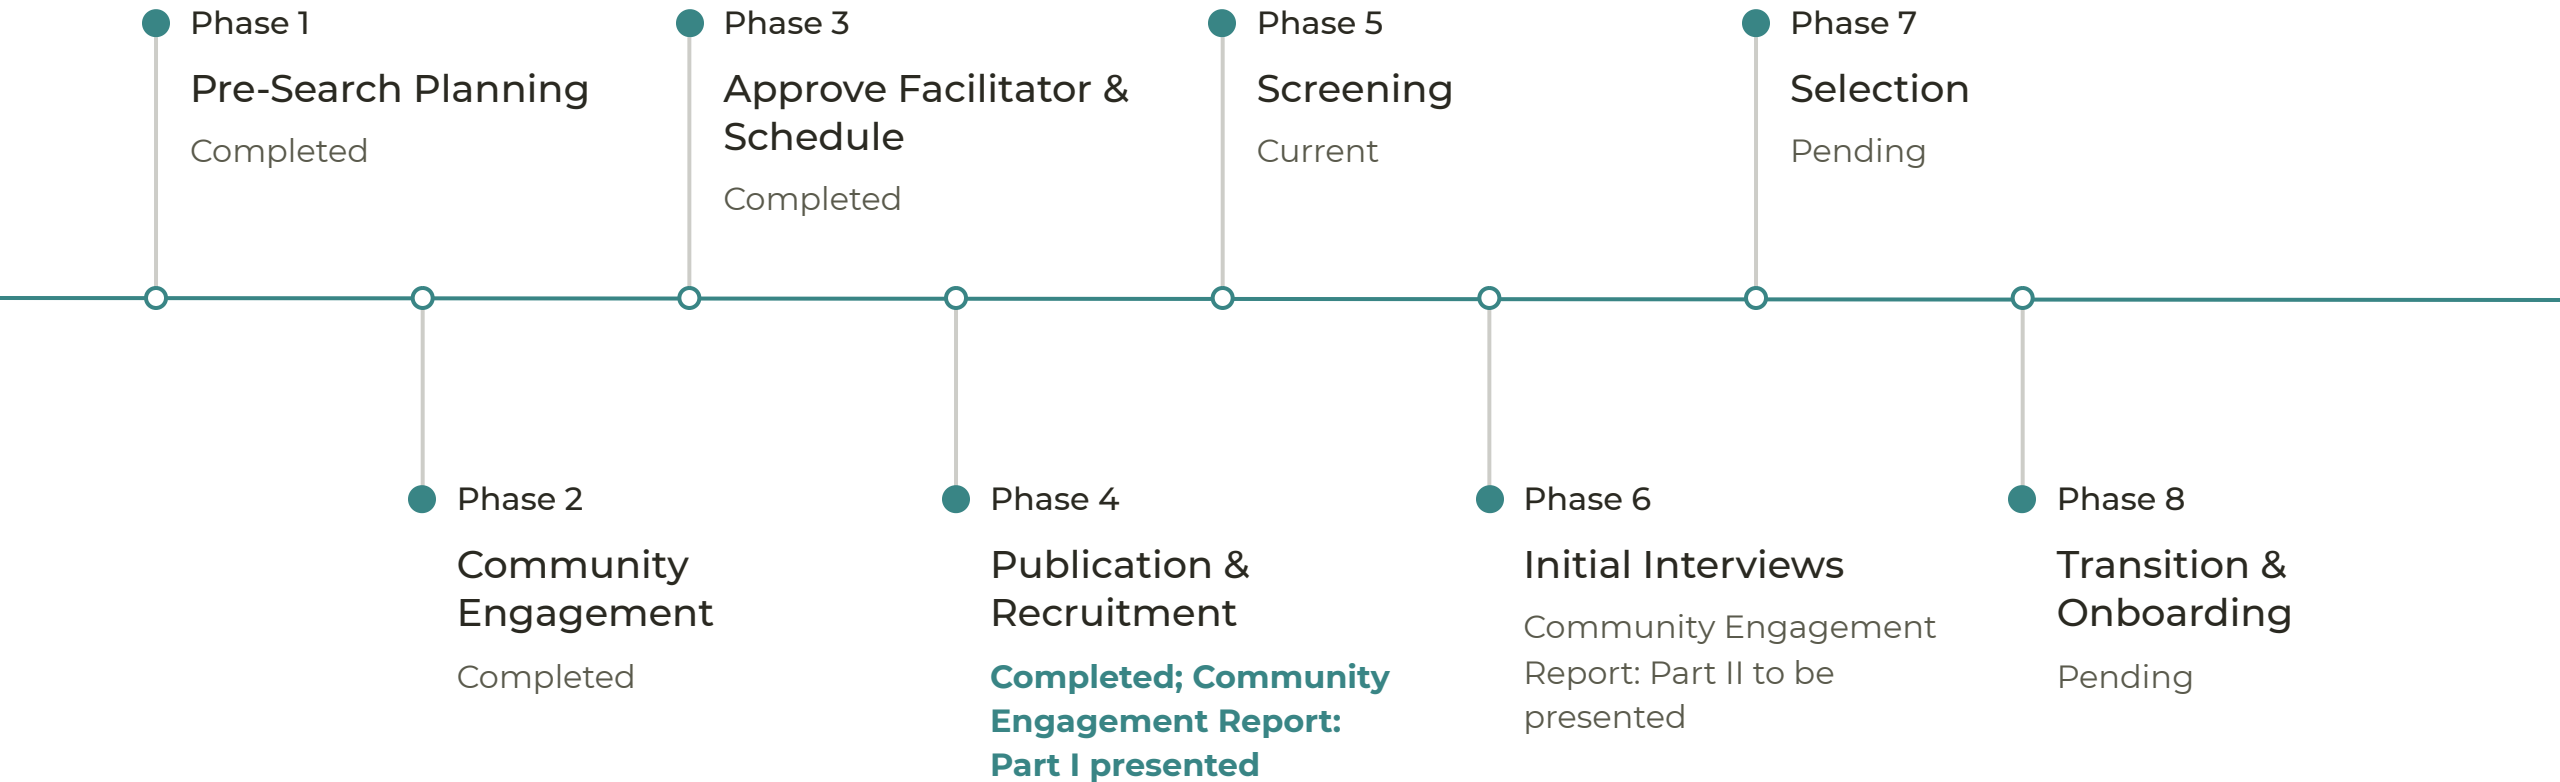 Phase 1
Pre-Search Planning
Completed
Phase 2
Community
Engagement
Completed
Phase 3
Approve Facilitator &
Schedule
Completed
Phase 4
Publication &
Recruitment
Completed; Community
Engagement Report:
Part I presented
Phase 5
Screening
Current
Phase 6
Initial Interviews
Community Engagement
Report: Part II to be
presented
Phase 7
Selection
Pending
Phase 8
Transition &
Onboarding
Pending